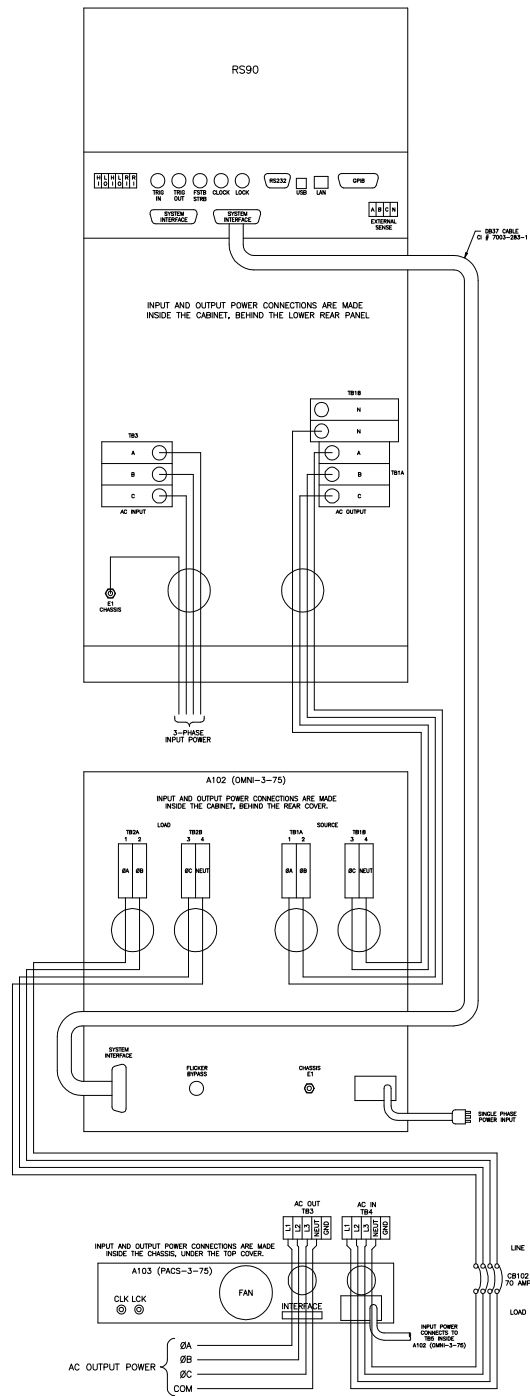 RS90
HI LO HI LO RI RI
TRIG IN
TRIG OUT
FSTB STRB
CLOCK
LOCK
RS232
USB
LAN
GPIB
SYSTEM INTERFACE
SYSTEM INTERFACE
A B C N
EXTERNAL SENSE
DB37 CABLE
CI # 7003-283-1
INPUT AND OUTPUT POWER CONNECTIONS ARE MADE
INSIDE THE CABINET, BEHIND THE LOWER REAR PANEL
TB1B
N
N
TB3
A
B
C
AC INPUT
A
B
C
TB1A
AC OUTPUT
E1
CHASSIS
3-PHASE
INPUT POWER
A102 (OMNI-3-75)
INPUT AND OUTPUT POWER CONNECTIONS ARE MADE
INSIDE THE CABINET, BEHIND THE REAR COVER.
LOAD
SOURCE
TB2A
1 2
TB2B
3 4
TB1A
1 2
TB1B
3 4
ØA ØB
ØC NEUT
ØA ØB
ØC NEUT
SYSTEM
INTERFACE
FLICKER
BYPASS
CHASSIS
E1
SINGLE PHASE
POWER INPUT
AC OUT
TB3
AC IN
TB4
L1 L2 L3 NEUT GND
L1 L2 L3 NEUT GND
INPUT AND OUTPUT POWER CONNECTIONS ARE MADE
INSIDE THE CHASSIS, UNDER THE TOP COVER.
A103 (PACS-3-75)
CLK LCK
FAN
INTERFACE
LINE
CB102
70 AMP
LOAD
INPUT POWER
CONNECTS TO
TB5 INSIDE
A102 (OMNI-3-75)
AC OUTPUT POWER
ØA
ØB
ØC
COM